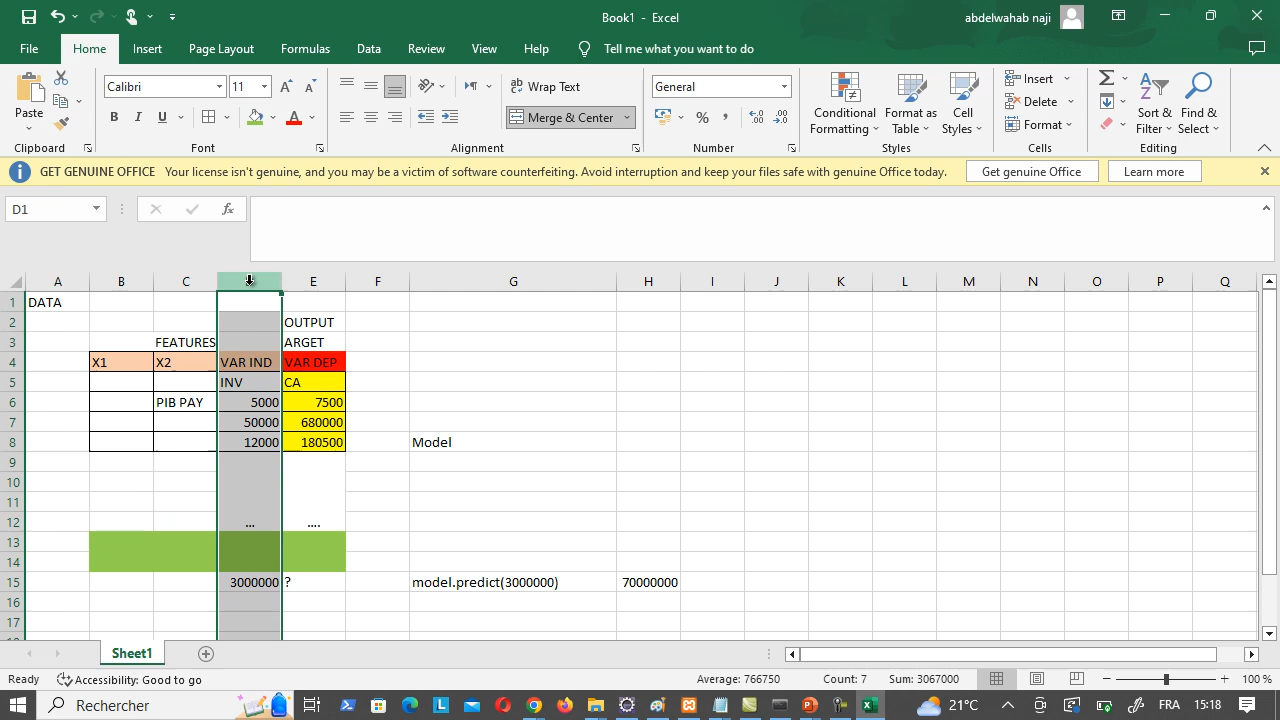 Book1 - Excel
abdelwahab naji
File Home Insert Page Layout Formulas Data Review View Help Tell me what you want to do
Paste
Clipboard
Calibri 11
B I U
Font
Wrap Text
Merge & Center
Alignment
General
Number
Conditional Formatting
Format as Table
Cell Styles
Styles
Insert
Delete
Format
Cells
Sort & Filter
Find & Select
Editing
GET GENUINE OFFICE Your license isn't genuine, and you may be a victim of software counterfeiting. Avoid interruption and keep your files safe with genuine Office today. Get genuine Office Learn more
D1 fx
A B C E F G H I J K L M N O P Q
1 DATA
2 OUTPUT
3 FEATURES ARGET
4 X1 X2 VAR IND VAR DEP
5 INV CA
6 PIB PAY 5000 7500
7 50000 680000
8 12000 180500 Model
9
10
11
12 ... ....
13
14
15 3000000 ? model.predict(3000000) 70000000
16
17
Sheet1
Ready Accessibility: Good to go Average: 766750 Count: 7 Sum: 3067000 100 %
Rechercher 21°C FRA 15:18